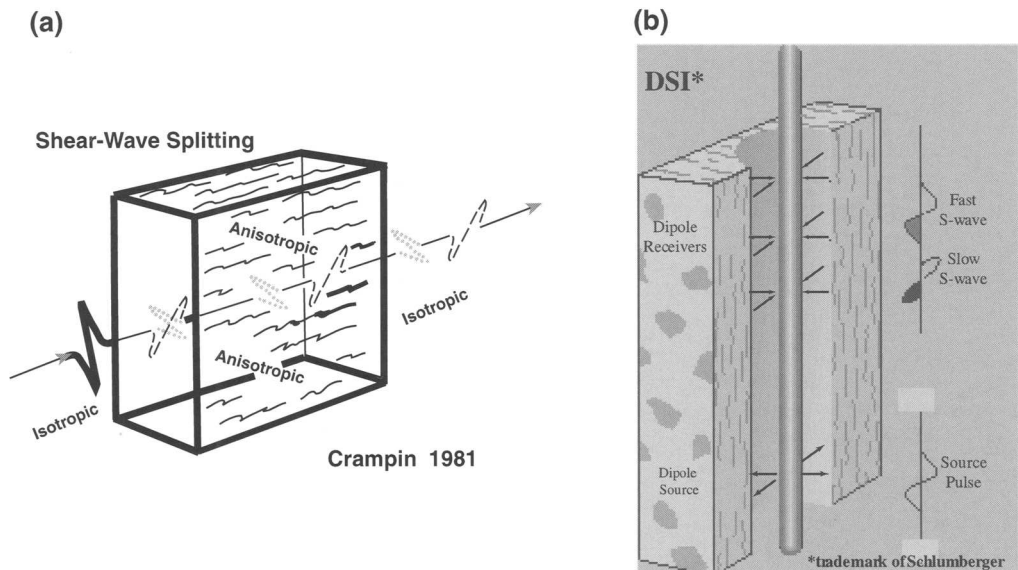 (a)
Shear-Wave Splitting
Anisotropic
Isotropic
Anisotropic
Isotropic
Crampin 1981
(b)
DSI*
Dipole
Receivers
Fast
S-wave
Slow
S-wave
Dipole
Source
Source
Pulse
*trademark of Schlumberger